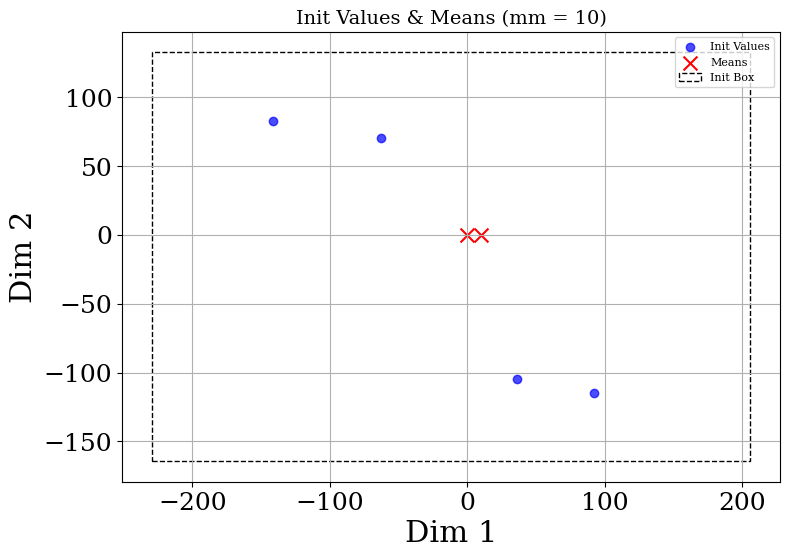 Init Values & Means (mm = 10)
Init Values
Means
Init Box
Dim 2
100
50
0
−50
−100
−150
−200
−100
0
100
200
Dim 1